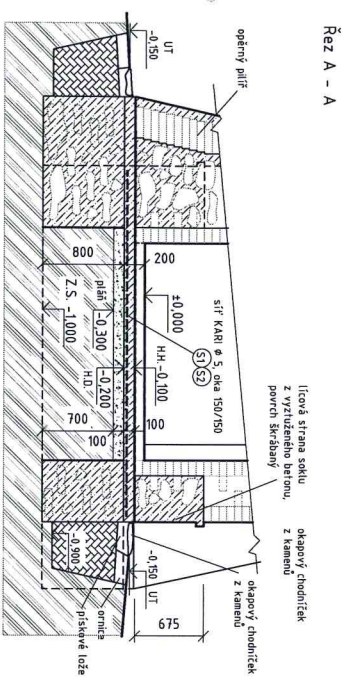 Řez A - A
lícová strana soklu
z vyztuženého betonu,
povrch škrábaný
okapový chodníček
z kamenů
síť KARI ø 5, oka 150/150
S1 S2
opěrný pilíř
okapový chodníček
z kamenů
675
UT
-0,150
±0,000
200
H.H. -0,100
100
UT
-0,150
-0,200
H.D.
100
pláň -0,300
Z.S. -1,000
800
700
-0,900
ornice
pískové lože